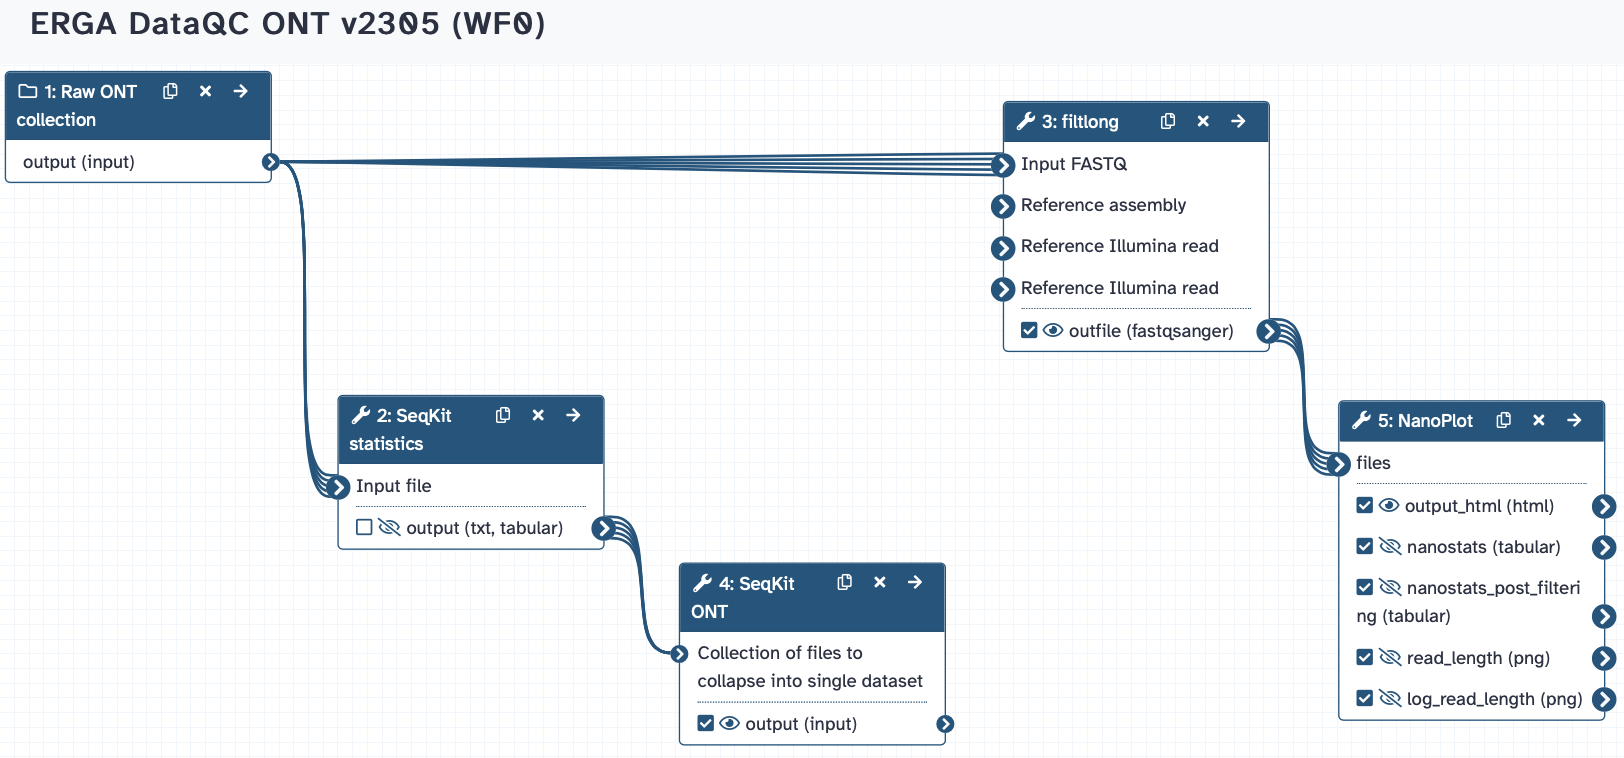 ERGA DataQC ONT v2305 (WF0)
1: Raw ONT
collection
output (input)
2: SeqKit
statistics
Input file
output (txt, tabular)
3: filtlong
Input FASTQ
Reference assembly
Reference Illumina read
Reference Illumina read
outfile (fastqsanger)
4: SeqKit
ONT
Collection of files to
collapse into single dataset
output (input)
5: NanoPlot
files
output_html (html)
nanostats (tabular)
nanostats_post_filteri
ng (tabular)
read_length (png)
log_read_length (png)